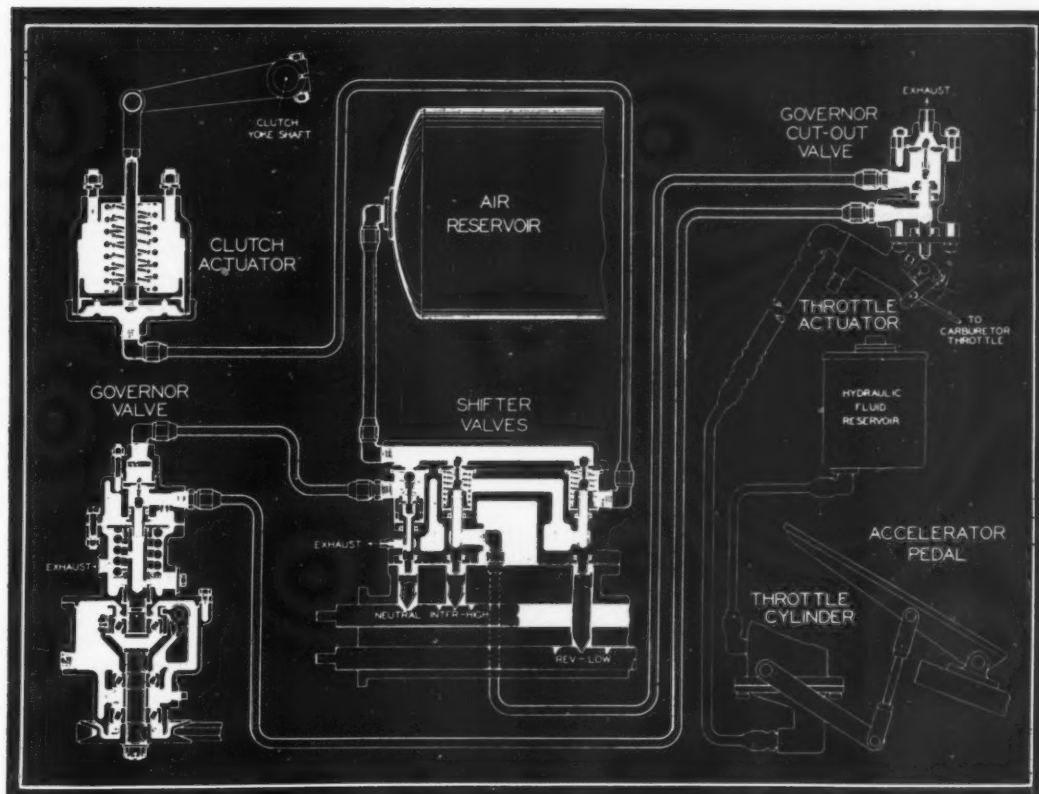 CLUTCH
YOKE SHAFT
EXHAUST
GOVERNOR
CUT-OUT
VALVE
AIR
RESERVOIR
CLUTCH
ACTUATOR
THROTTLE
ACTUATOR
TO
CARBURETOR
THROTTLE
GOVERNOR
VALVE
SHIFTER
VALVES
HYDRAULIC
FLUID
RESERVOIR
EXHAUST
EXHAUST
ACCELERATOR
PEDAL
THROTTLE
CYLINDER
NEUTRAL
INTER-HIGH
REV-LOW